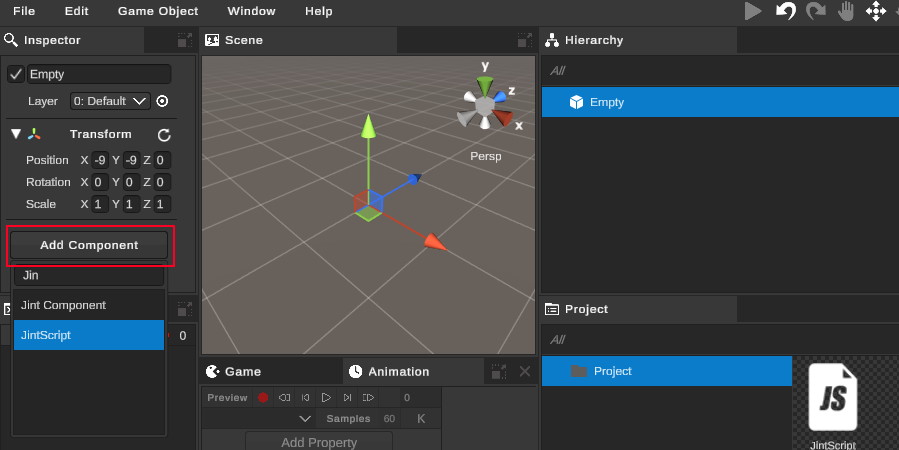 File Edit Game Object Window Help
Inspector
Empty
Layer 0: Default
Transform
Position X -9 Y -9 Z 0
Rotation X 0 Y 0 Z 0
Scale X 1 Y 1 Z 1
Add Component
Jin
Jint Component
JintScript
0
Scene
y
z
x
Persp
Game
Animation
Preview 0
Samples 60 K
Add Property
Hierarchy
All
Empty
Project
All
Project
JS
JintScript